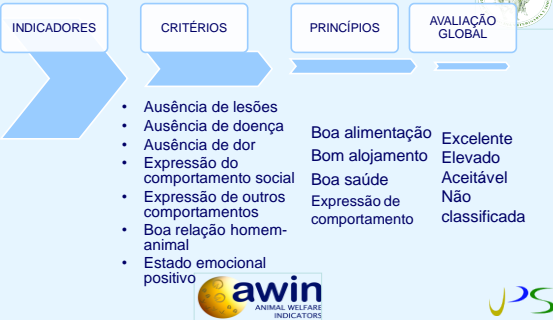 INDICADORES
CRITÉRIOS
PRINCÍPIOS
AVALIAÇÃO
GLOBAL
• Ausência de lesões
• Ausência de doença
• Ausência de dor
• Expressão do
comportamento social
• Expressão de outros
comportamentos
• Boa relação homem-
animal
• Estado emocional
positivo
Boa alimentação
Bom alojamento
Boa saúde
Expressão de
comportamento
Excelente
Elevado
Aceitável
Não
classificada
awin
ANIMAL WELFARE
INDICATORS